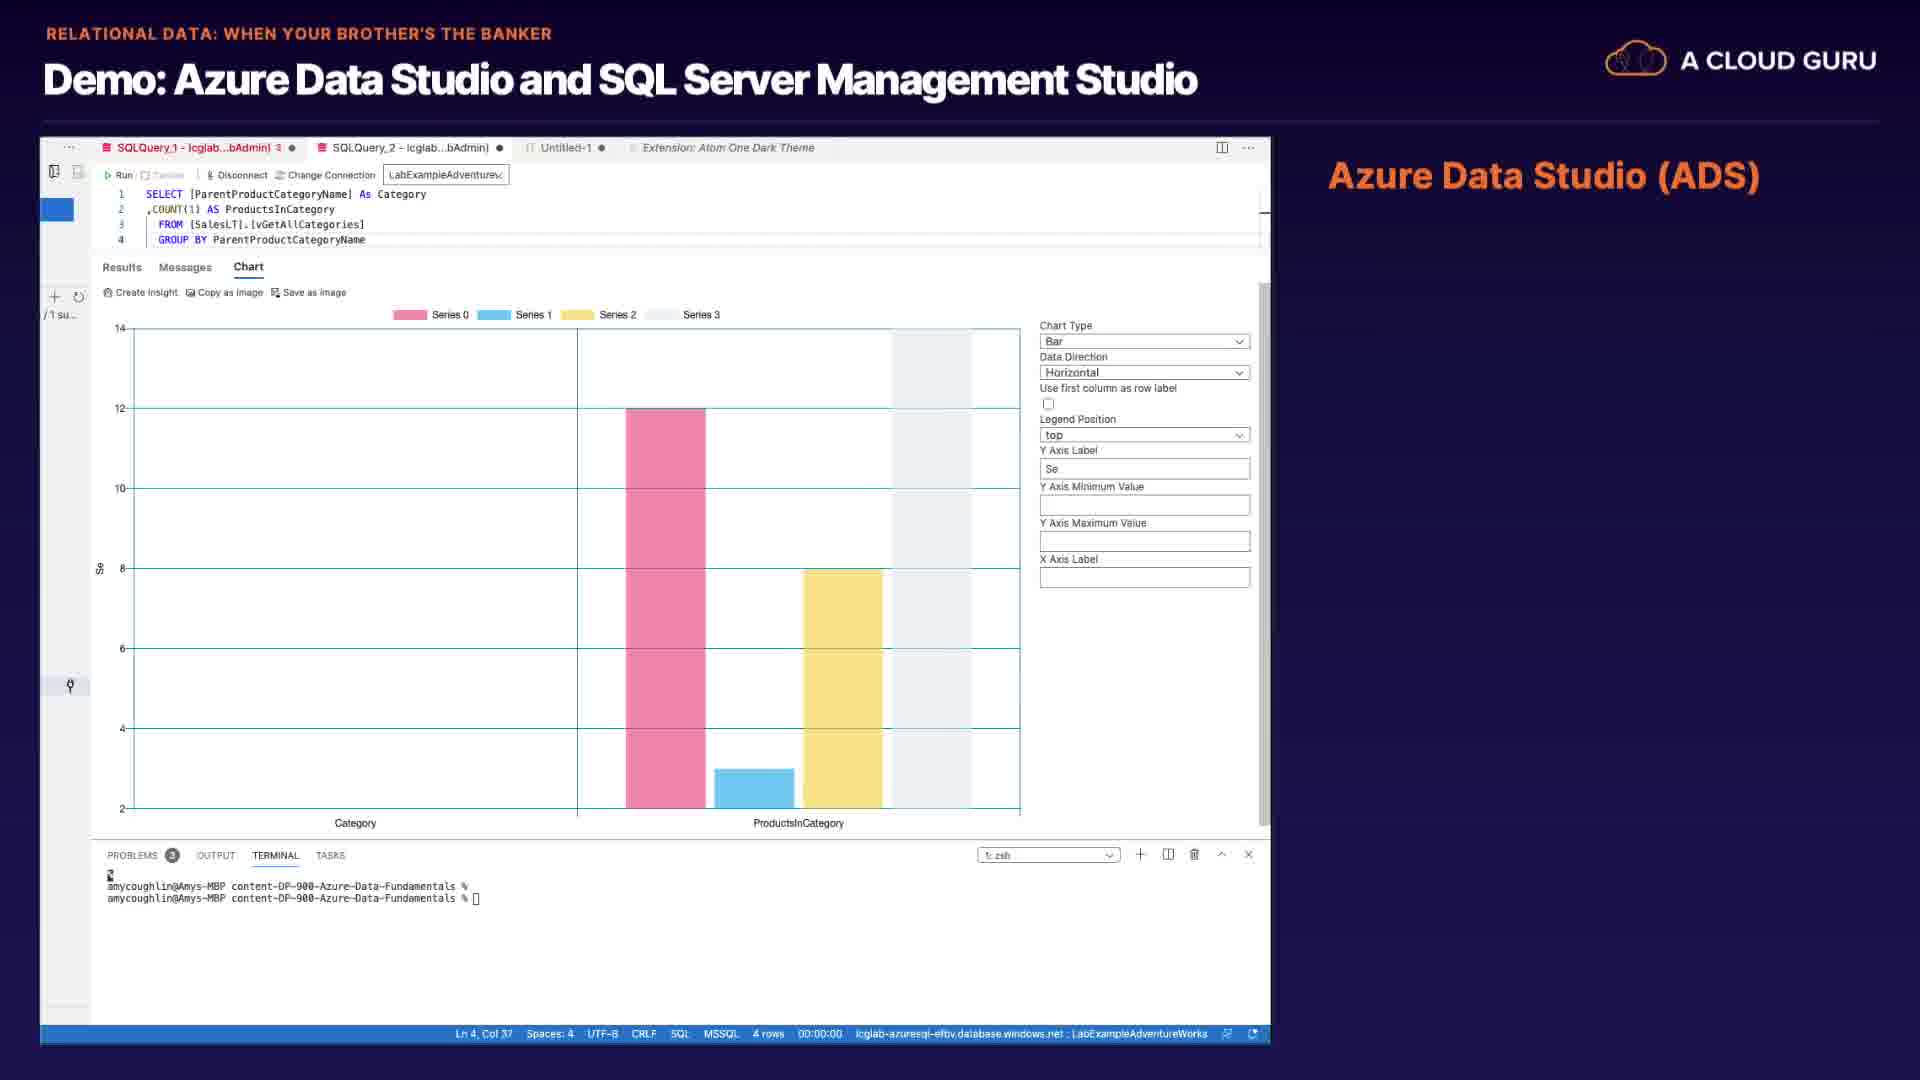 RELATIONAL DATA: WHEN YOUR BROTHER'S THE BANKER
Demo: Azure Data Studio and SQL Server Management Studio
A CLOUD GURU
Azure Data Studio (ADS)
SQLQuery_1 - lcglab...bAdmin) 3
SQLQuery_2 - lcglab...bAdmin)
Untitled-1
Extension: Atom One Dark Theme
Run
Cancel
Disconnect
Change Connection
LabExampleAdventure
1 SELECT [ParentProductCategoryName] As Category
2 ,COUNT(1) AS ProductsInCategory
3 FROM [SalesLT].[vGetAllCategories]
4 GROUP BY ParentProductCategoryName
Results Messages Chart
Create Insight Copy as image Save as image
/ 1 su...
Series 0 Series 1 Series 2 Series 3
14
12
10
8
6
4
2
Se
Category
ProductsInCategory
Chart Type
Bar
Data Direction
Horizontal
Use first column as row label
Legend Position
top
Y Axis Label
Se
Y Axis Minimum Value
Y Axis Maximum Value
X Axis Label
PROBLEMS 3 OUTPUT TERMINAL TASKS
1: zsh
amycoughlin@Amys-MBP content-DP-900-Azure-Data-Fundamentals %
amycoughlin@Amys-MBP content-DP-900-Azure-Data-Fundamentals %
Ln 4, Col 37 Spaces: 4 UTF-8 CRLF SQL MSSQL 4 rows 00:00:00 lcglab-azuresql-efbv.database.windows.net : LabExampleAdventureWorks